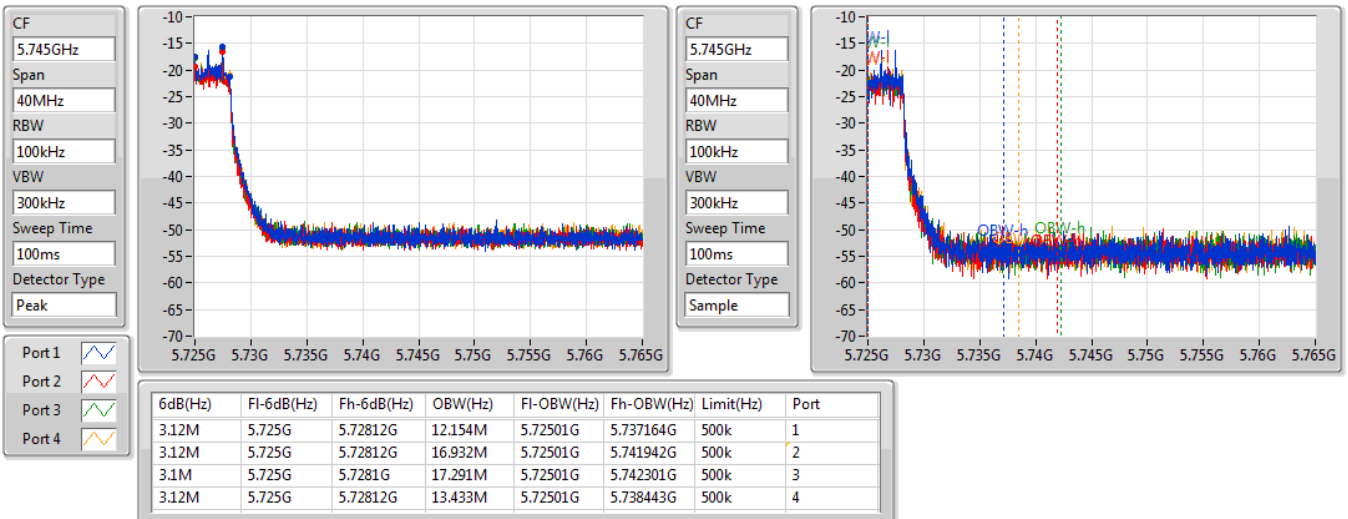 CF
5.745GHz
Span
40MHz
RBW
100kHz
VBW
300kHz
Sweep Time
100ms
Detector Type
Peak
-10
-15
-20
-25
-30
-35
-40
-45
-50
-55
-60
-65
-70
5.725G 5.73G 5.735G 5.74G 5.745G 5.75G 5.755G 5.76G 5.765G
CF
5.745GHz
Span
40MHz
RBW
100kHz
VBW
300kHz
Sweep Time
100ms
Detector Type
Sample
-10
-15
-20
-25
-30
-35
-40
-45
-50
-55
-60
-65
-70
W-l
W-l
OBW-h
OBW-h
5.725G 5.73G 5.735G 5.74G 5.745G 5.75G 5.755G 5.76G 5.765G
Port 1
Port 2
Port 3
Port 4
6dB(Hz) Fl-6dB(Hz) Fh-6dB(Hz) OBW(Hz) Fl-OBW(Hz) Fh-OBW(Hz) Limit(Hz) Port
3.12M 5.725G 5.72812G 12.154M 5.72501G 5.737164G 500k 1
3.12M 5.725G 5.72812G 16.932M 5.72501G 5.741942G 500k 2
3.1M 5.725G 5.7281G 17.291M 5.72501G 5.742301G 500k 3
3.12M 5.725G 5.72812G 13.433M 5.72501G 5.738443G 500k 4